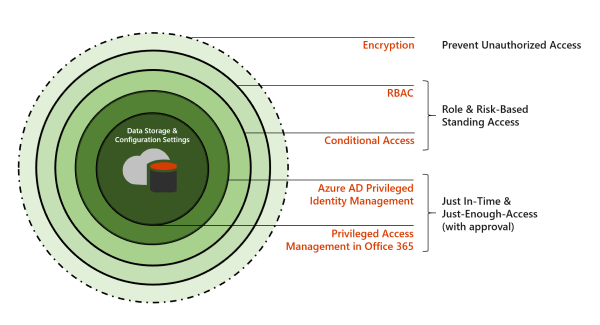 Encryption
Prevent Unauthorized Access
RBAC
Role & Risk-Based
Standing Access
Conditional Access
Data Storage &
Configuration Settings
Azure AD Privileged
Identity Management
Just In-Time &
Just-Enough-Access
(with approval)
Privileged Access
Management in Office 365